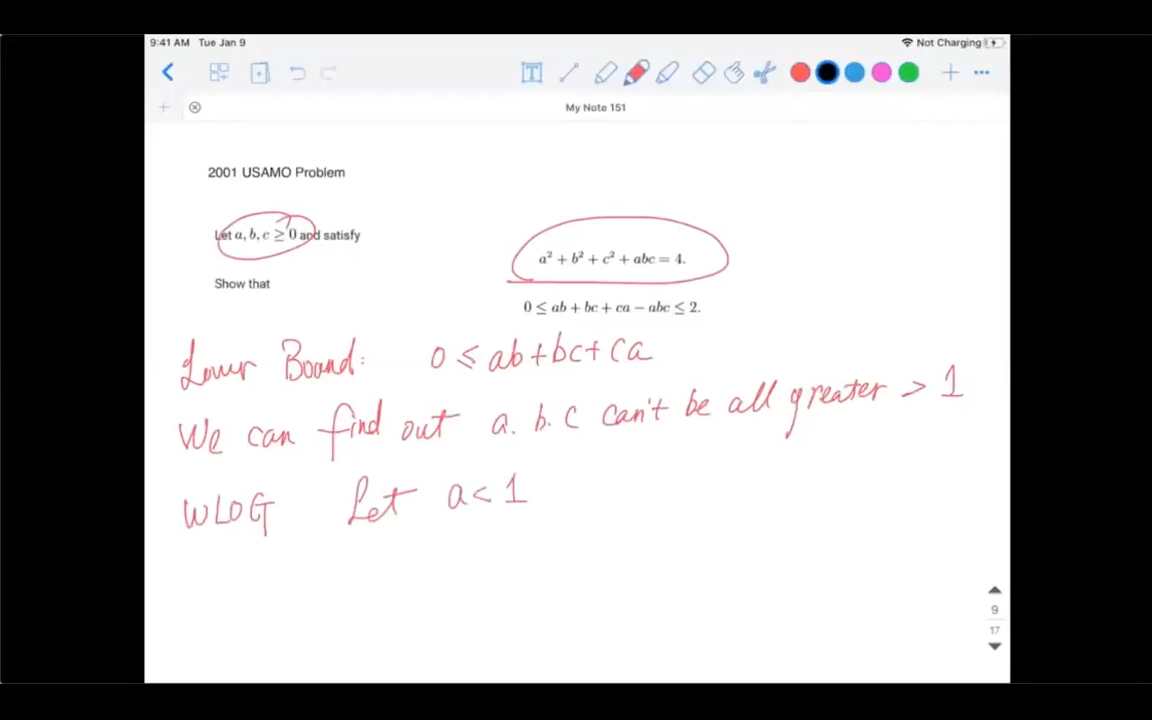 9:41 AM Tue Jan 9 Not Charging
My Note 151
2001 USAMO Problem
Let a, b, c ≥ 0 and satisfy
a² + b² + c² + abc = 4.
Show that
0 ≤ ab + bc + ca − abc ≤ 2.
Lower Bound: 0 ≤ ab+bc+ca
We can find out a. b. c can't be all greater > 1
WLOG Let a< 1
9
17